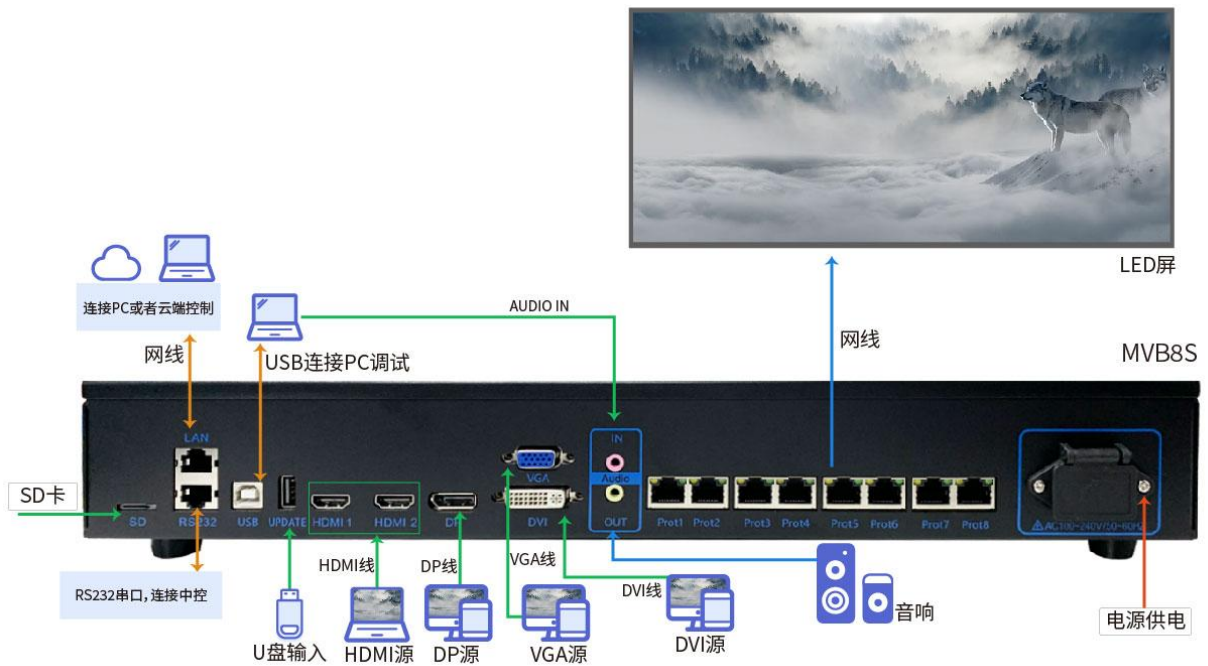 LED屏
连接PC或者云端控制
AUDIO IN
网线
网线
USB连接PC调试
MVB8S
LAN
IN
VGA
Audio
SD卡
SD
RS232
USB
UPDATE
HDMI 1
HDMI 2
DP
DVI
OUT
Prot1
Prot2
Prot3
Prot4
Prot5
Prot6
Prot7
Prot8
AC100-240V/50-60Hz
HDMI线
DP线
VGA线
DVI线
RS232串口,连接中控
U盘输入
HDMI源
DP源
VGA源
DVI源
音响
电源供电